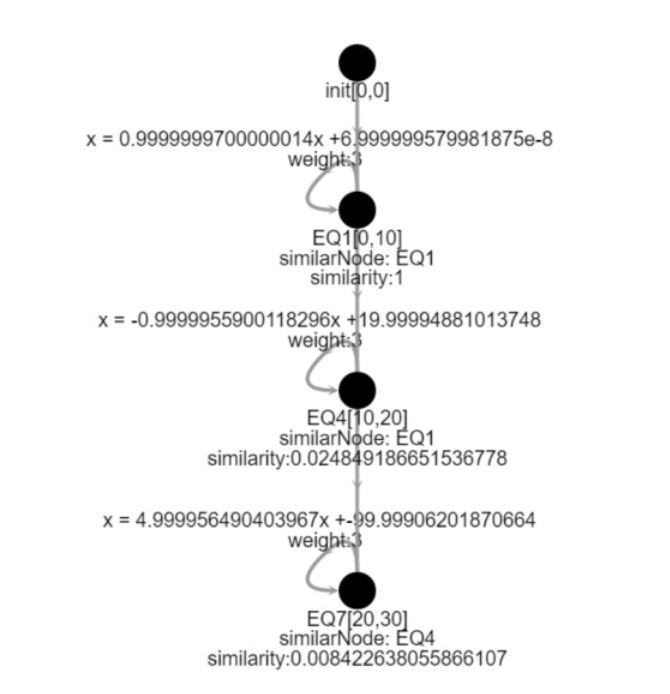 init[0,0]
x = 0.9999999700000014x +6.999999579981875e-8
weight:3
EQ1[0,10]
similarNode: EQ1
similarity:1
x = -0.9999955900118296x +19.99994881013748
weight:3
EQ4[10,20]
similarNode: EQ1
similarity:0.024849186651536778
x = 4.999956490403967x +-99.99906201870664
weight:3
EQ7[20,30]
similarNode: EQ4
similarity:0.008422638055866107